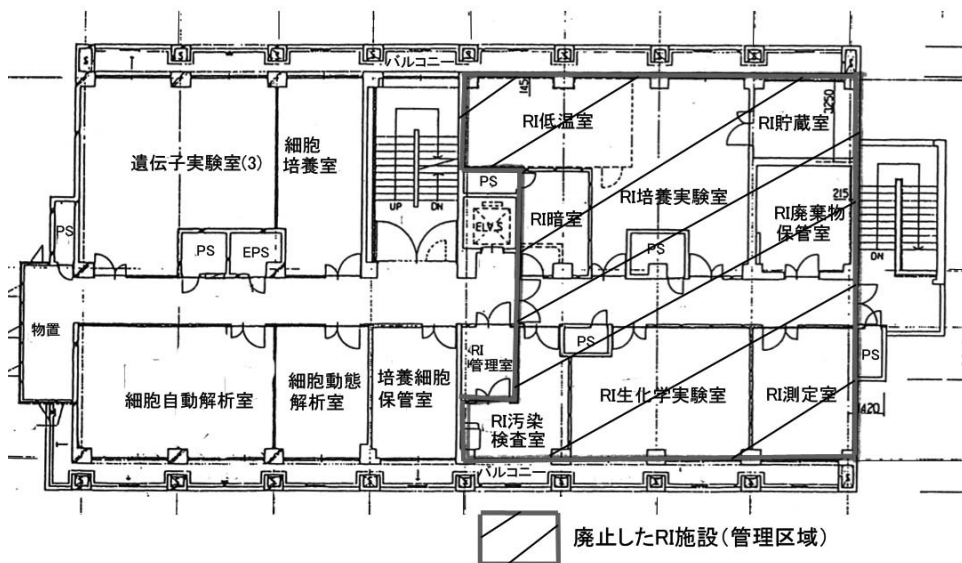 バルコニー
145
3250
RI低温室
RI貯蔵室
遺伝子実験室(3)
細胞
培養室
PS
UP
DN
ELV.S
RI暗室
RI培養実験室
215
RI廃棄物
保管室
PS
PS
EPS
PS
DN
物置
RI
管理室
PS
PS
細胞自動解析室
細胞動態
解析室
培養細胞
保管室
RI汚染
検査室
RI生化学実験室
RI測定室
1420
バルコニー
廃止したRI施設(管理区域)